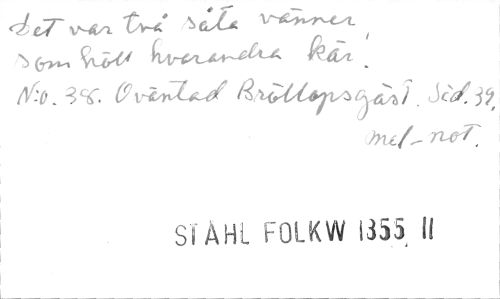 Det var två såta vänner,
som höll hvarandra kär.
N:o. 38. Oväntad Bröllopsgäst. Sid. 39.
mel-not.
STÅHL FOLKW 1355 II